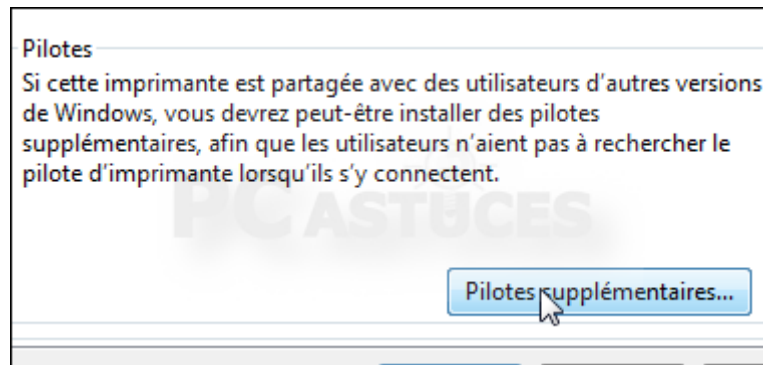 Pilotes
Si cette imprimante est partagée avec des utilisateurs d'autres versions
de Windows, vous devrez peut-être installer des pilotes
supplémentaires, afin que les utilisateurs n'aient pas à rechercher le
pilote d'imprimante lorsqu'ils s'y connectent.
PC ASTUCES
Pilotes supplémentaires...